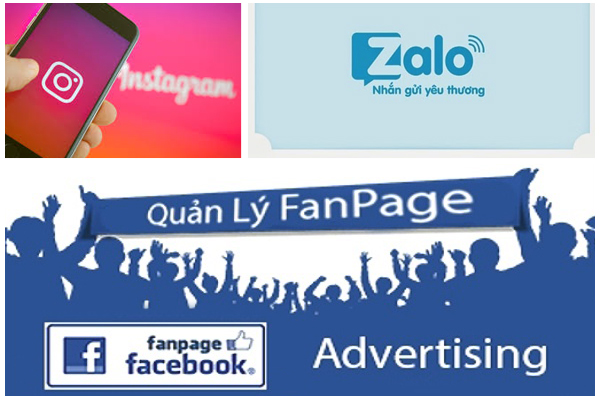 Instagram
Zalo
Nhắn gửi yêu thương
Quản Lý FanPage
fanpage
facebook®
Advertising